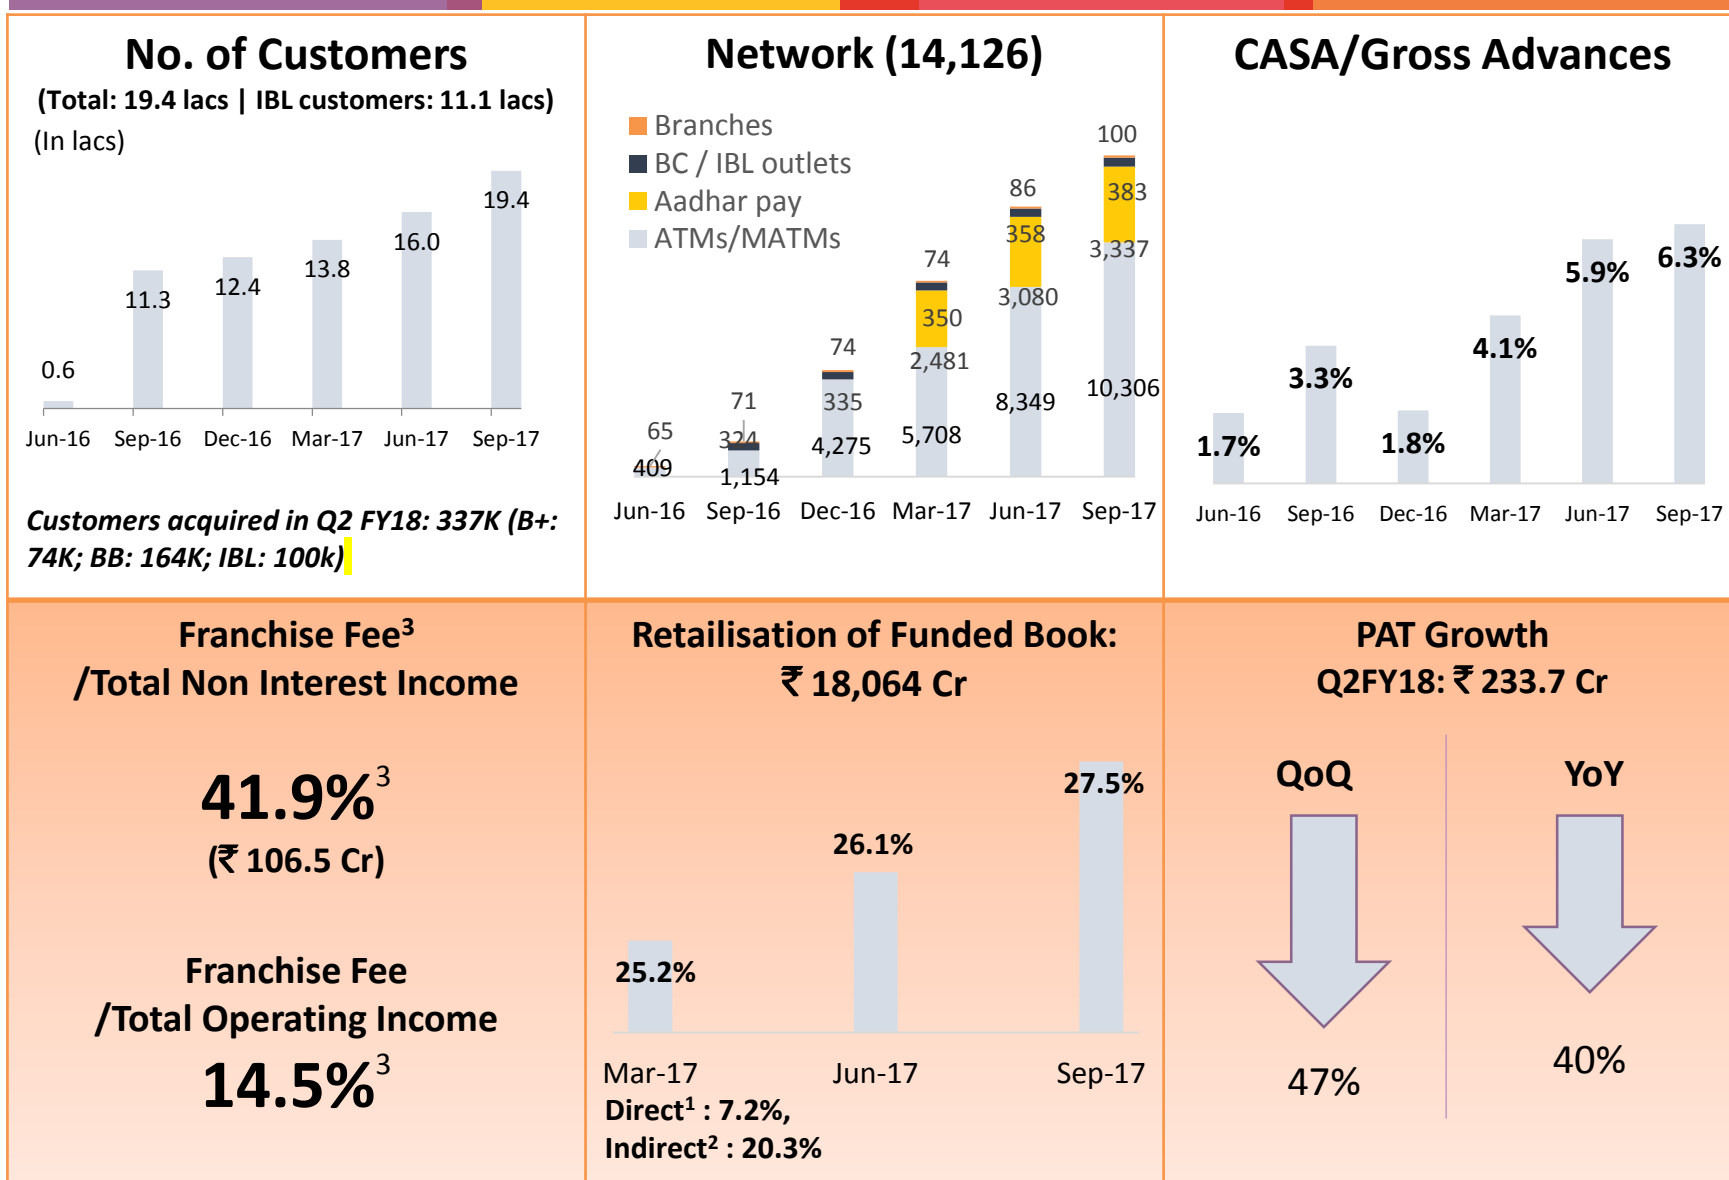 No. of Customers
(Total: 19.4 lacs | IBL customers: 11.1 lacs)
(In lacs)
0.6
11.3
12.4
13.8
16.0
19.4
Jun-16 Sep-16 Dec-16 Mar-17 Jun-17 Sep-17
Customers acquired in Q2 FY18: 337K (B+:
74K; BB: 164K; IBL: 100k)
Network (14,126)
Branches
BC / IBL outlets
Aadhar pay
ATMs/MATMs
65
409
71
324
1,154
74
335
4,275
74
350
2,481
5,708
86
358
3,080
8,349
100
383
3,337
10,306
Jun-16 Sep-16 Dec-16 Mar-17 Jun-17 Sep-17
CASA/Gross Advances
1.7%
3.3%
1.8%
4.1%
5.9%
6.3%
Jun-16 Sep-16 Dec-16 Mar-17 Jun-17 Sep-17
Franchise Fee³
/Total Non Interest Income
41.9%³
(₹ 106.5 Cr)
Franchise Fee
/Total Operating Income
14.5%³
Retailisation of Funded Book:
₹ 18,064 Cr
25.2%
26.1%
27.5%
Mar-17 Jun-17 Sep-17
Direct¹ : 7.2%,
Indirect² : 20.3%
PAT Growth
Q2FY18: ₹ 233.7 Cr
QoQ YoY
47%
40%